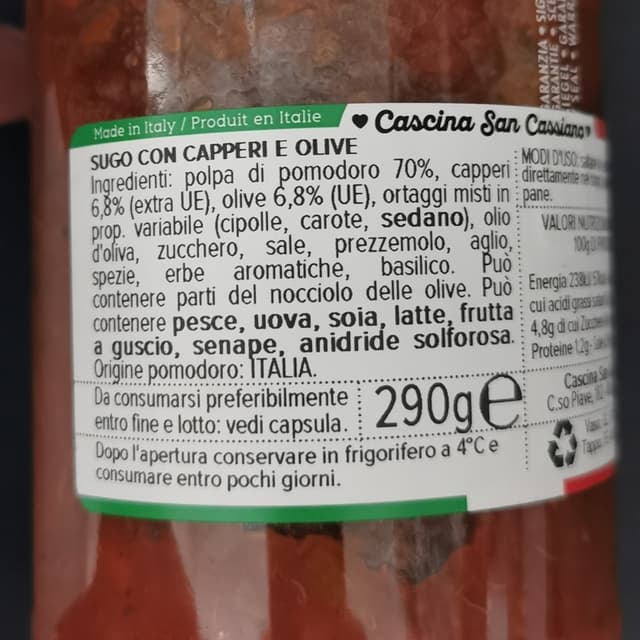 Made in Italy / Produit en Italie
Cascina San Cassiano
SUGO CON CAPPERI E OLIVE
Ingredienti: polpa di pomodoro 70%, capperi
6,8% (extra UE), olive 6,8% (UE), ortaggi misti in
prop. variabile (cipolle, carote, sedano), olio
d'oliva, zucchero, sale, prezzemolo, aglio,
spezie, erbe aromatiche, basilico. Può
contenere parti del nocciolo delle olive. Può
contenere pesce, uova, soia, latte, frutta
a guscio, senape, anidride solforosa.
Origine pomodoro: ITALIA.
Da consumarsi preferibilmente
entro fine e lotto: vedi capsula.
290g e
Dopo l'apertura conservare in frigorifero a 4°C e
consumare entro pochi giorni.
MODI D'USO:
direttamente
pane.
VALORI
100g
Energia 238kJ
cui acidi grassi
4,8g di cui
Proteine 1,2g
Cascina
C.so Piave,
GARANZIA
GARANTIE